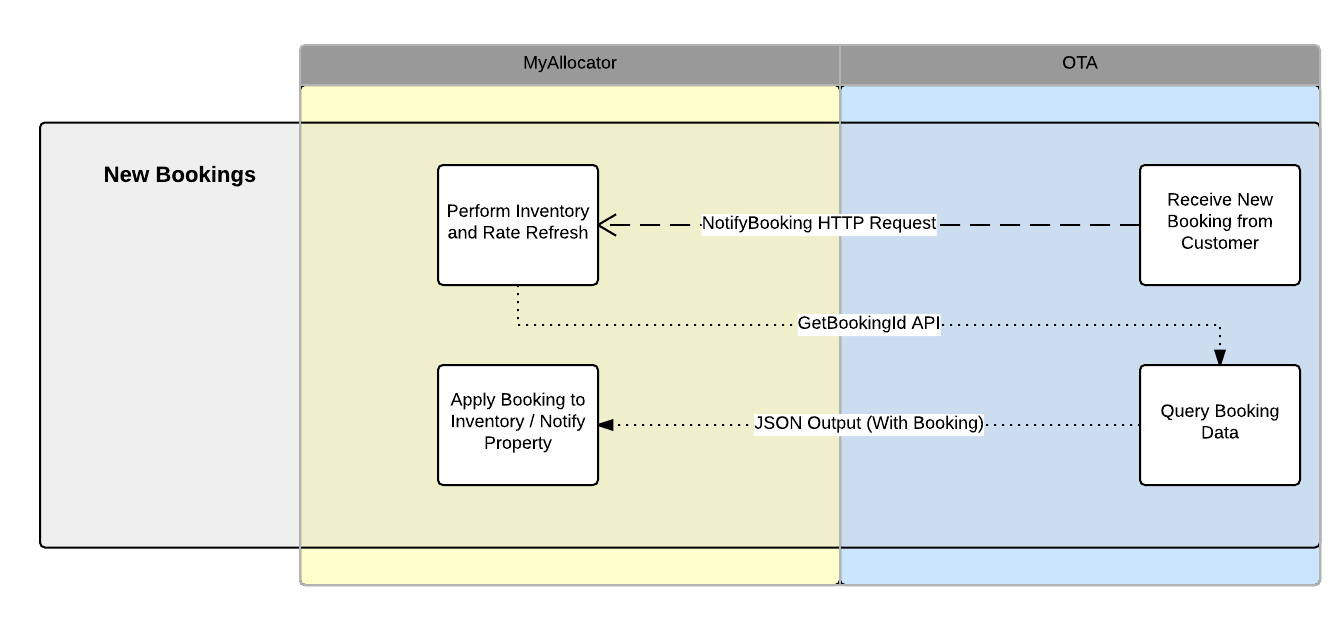 MyAllocator
OTA
New Bookings
Perform Inventory
and Rate Refresh
NotifyBooking HTTP Request
Receive New
Booking from
Customer
GetBookingId API
Apply Booking to
Inventory / Notify
Property
JSON Output (With Booking)
Query Booking
Data